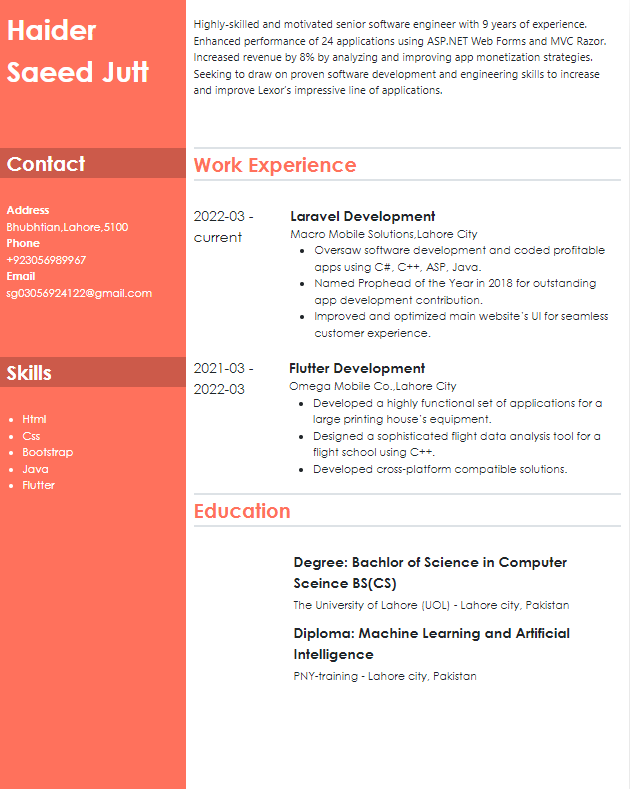 Haider
Saeed Jutt
Contact
Address
Bhubhtian,Lahore,5100
Phone
+923056989967
Email
sg03056924122@gmail.com
Skills
Html
Css
Bootstrap
Java
Flutter
Highly-skilled and motivated senior software engineer with 9 years of experience.
Enhanced performance of 24 applications using ASP.NET Web Forms and MVC Razor.
Increased revenue by 8% by analyzing and improving app monetization strategies.
Seeking to draw on proven software development and engineering skills to increase
and improve Lexor's impressive line of applications.
Work Experience
2022-03 -
current
Laravel Development
Macro Mobile Solutions,Lahore City
Oversaw software development and coded profitable
apps using C#, C++, ASP, Java.
Named Prophead of the Year in 2018 for outstanding
app development contribution.
Improved and optimized main website's UI for seamless
customer experience.
2021-03 -
2022-03
Flutter Development
Omega Mobile Co.,Lahore City
Developed a highly functional set of applications for a
large printing house's equipment.
Designed a sophisticated flight data analysis tool for a
flight school using C++.
Developed cross-platform compatible solutions.
Education
Degree: Bachlor of Science in Computer
Sceince BS(CS)
The University of Lahore (UOL) - Lahore city, Pakistan
Diploma: Machine Learning and Artificial
Intelligence
PNY-training - Lahore city, Pakistan